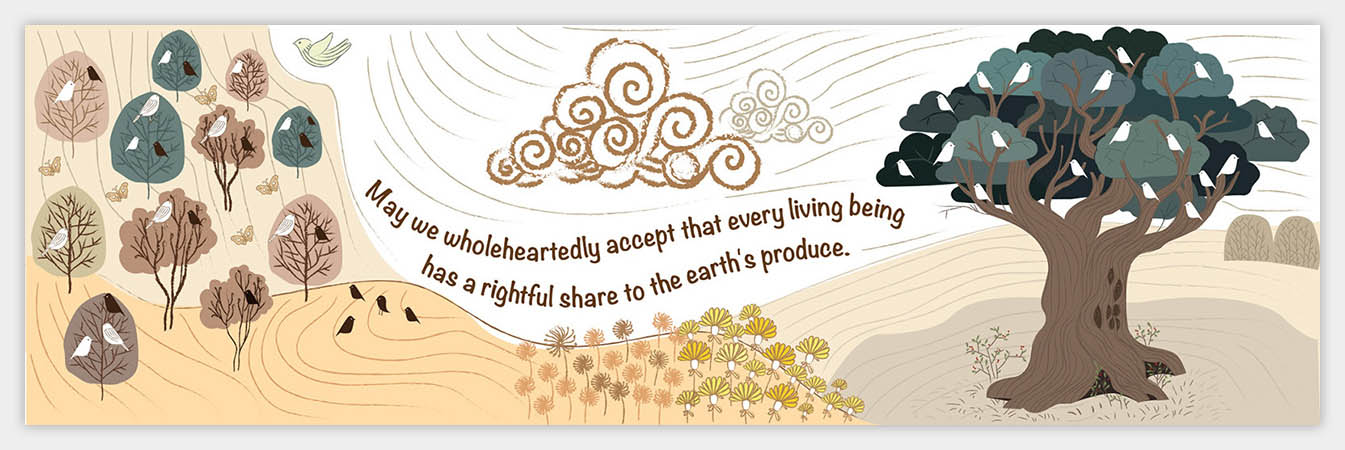 May we wholeheartedly accept that every living being
has a rightful share to the earth's produce.